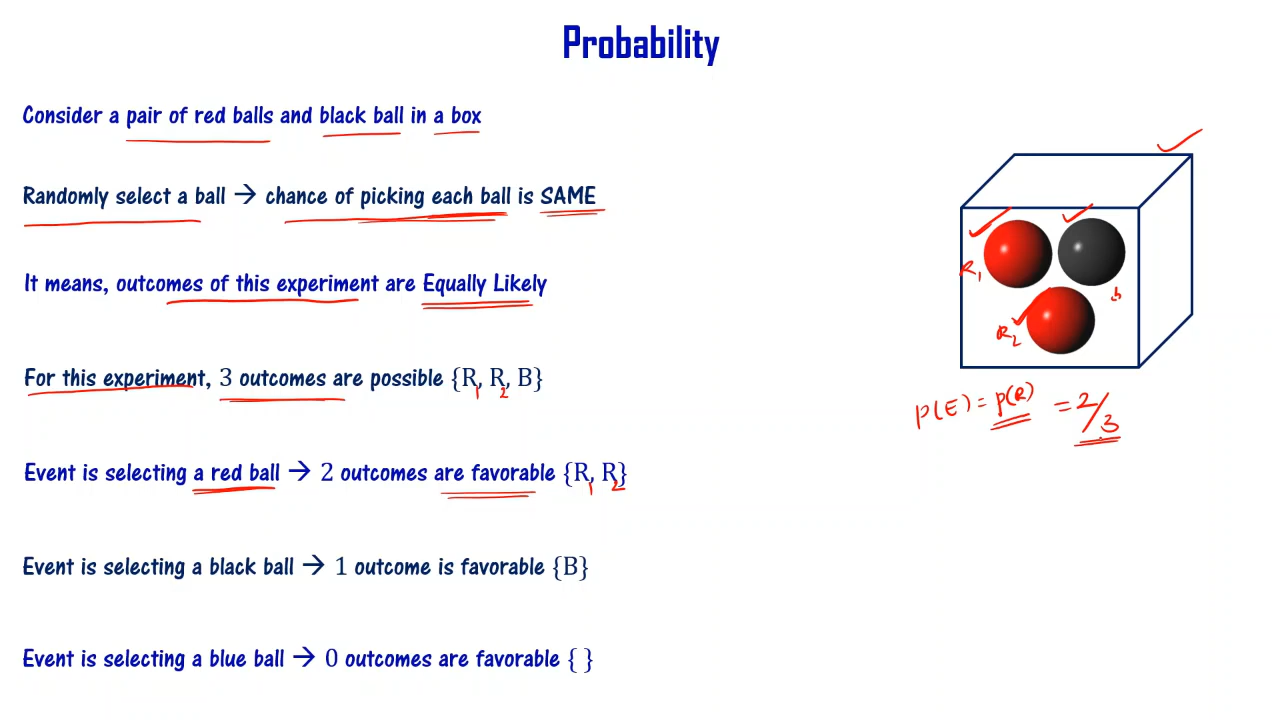 Probability
Consider a pair of red balls and black ball in a box
Randomly select a ball → chance of picking each ball is SAME
It means, outcomes of this experiment are Equally Likely
For this experiment, 3 outcomes are possible {R₁, R₂, B}
Event is selecting a red ball → 2 outcomes are favorable {R₁, R₂}
Event is selecting a black ball → 1 outcome is favorable {B}
Event is selecting a blue ball → 0 outcomes are favorable { }
R₁
B
R₂
P(E) = P(R) = 2/3